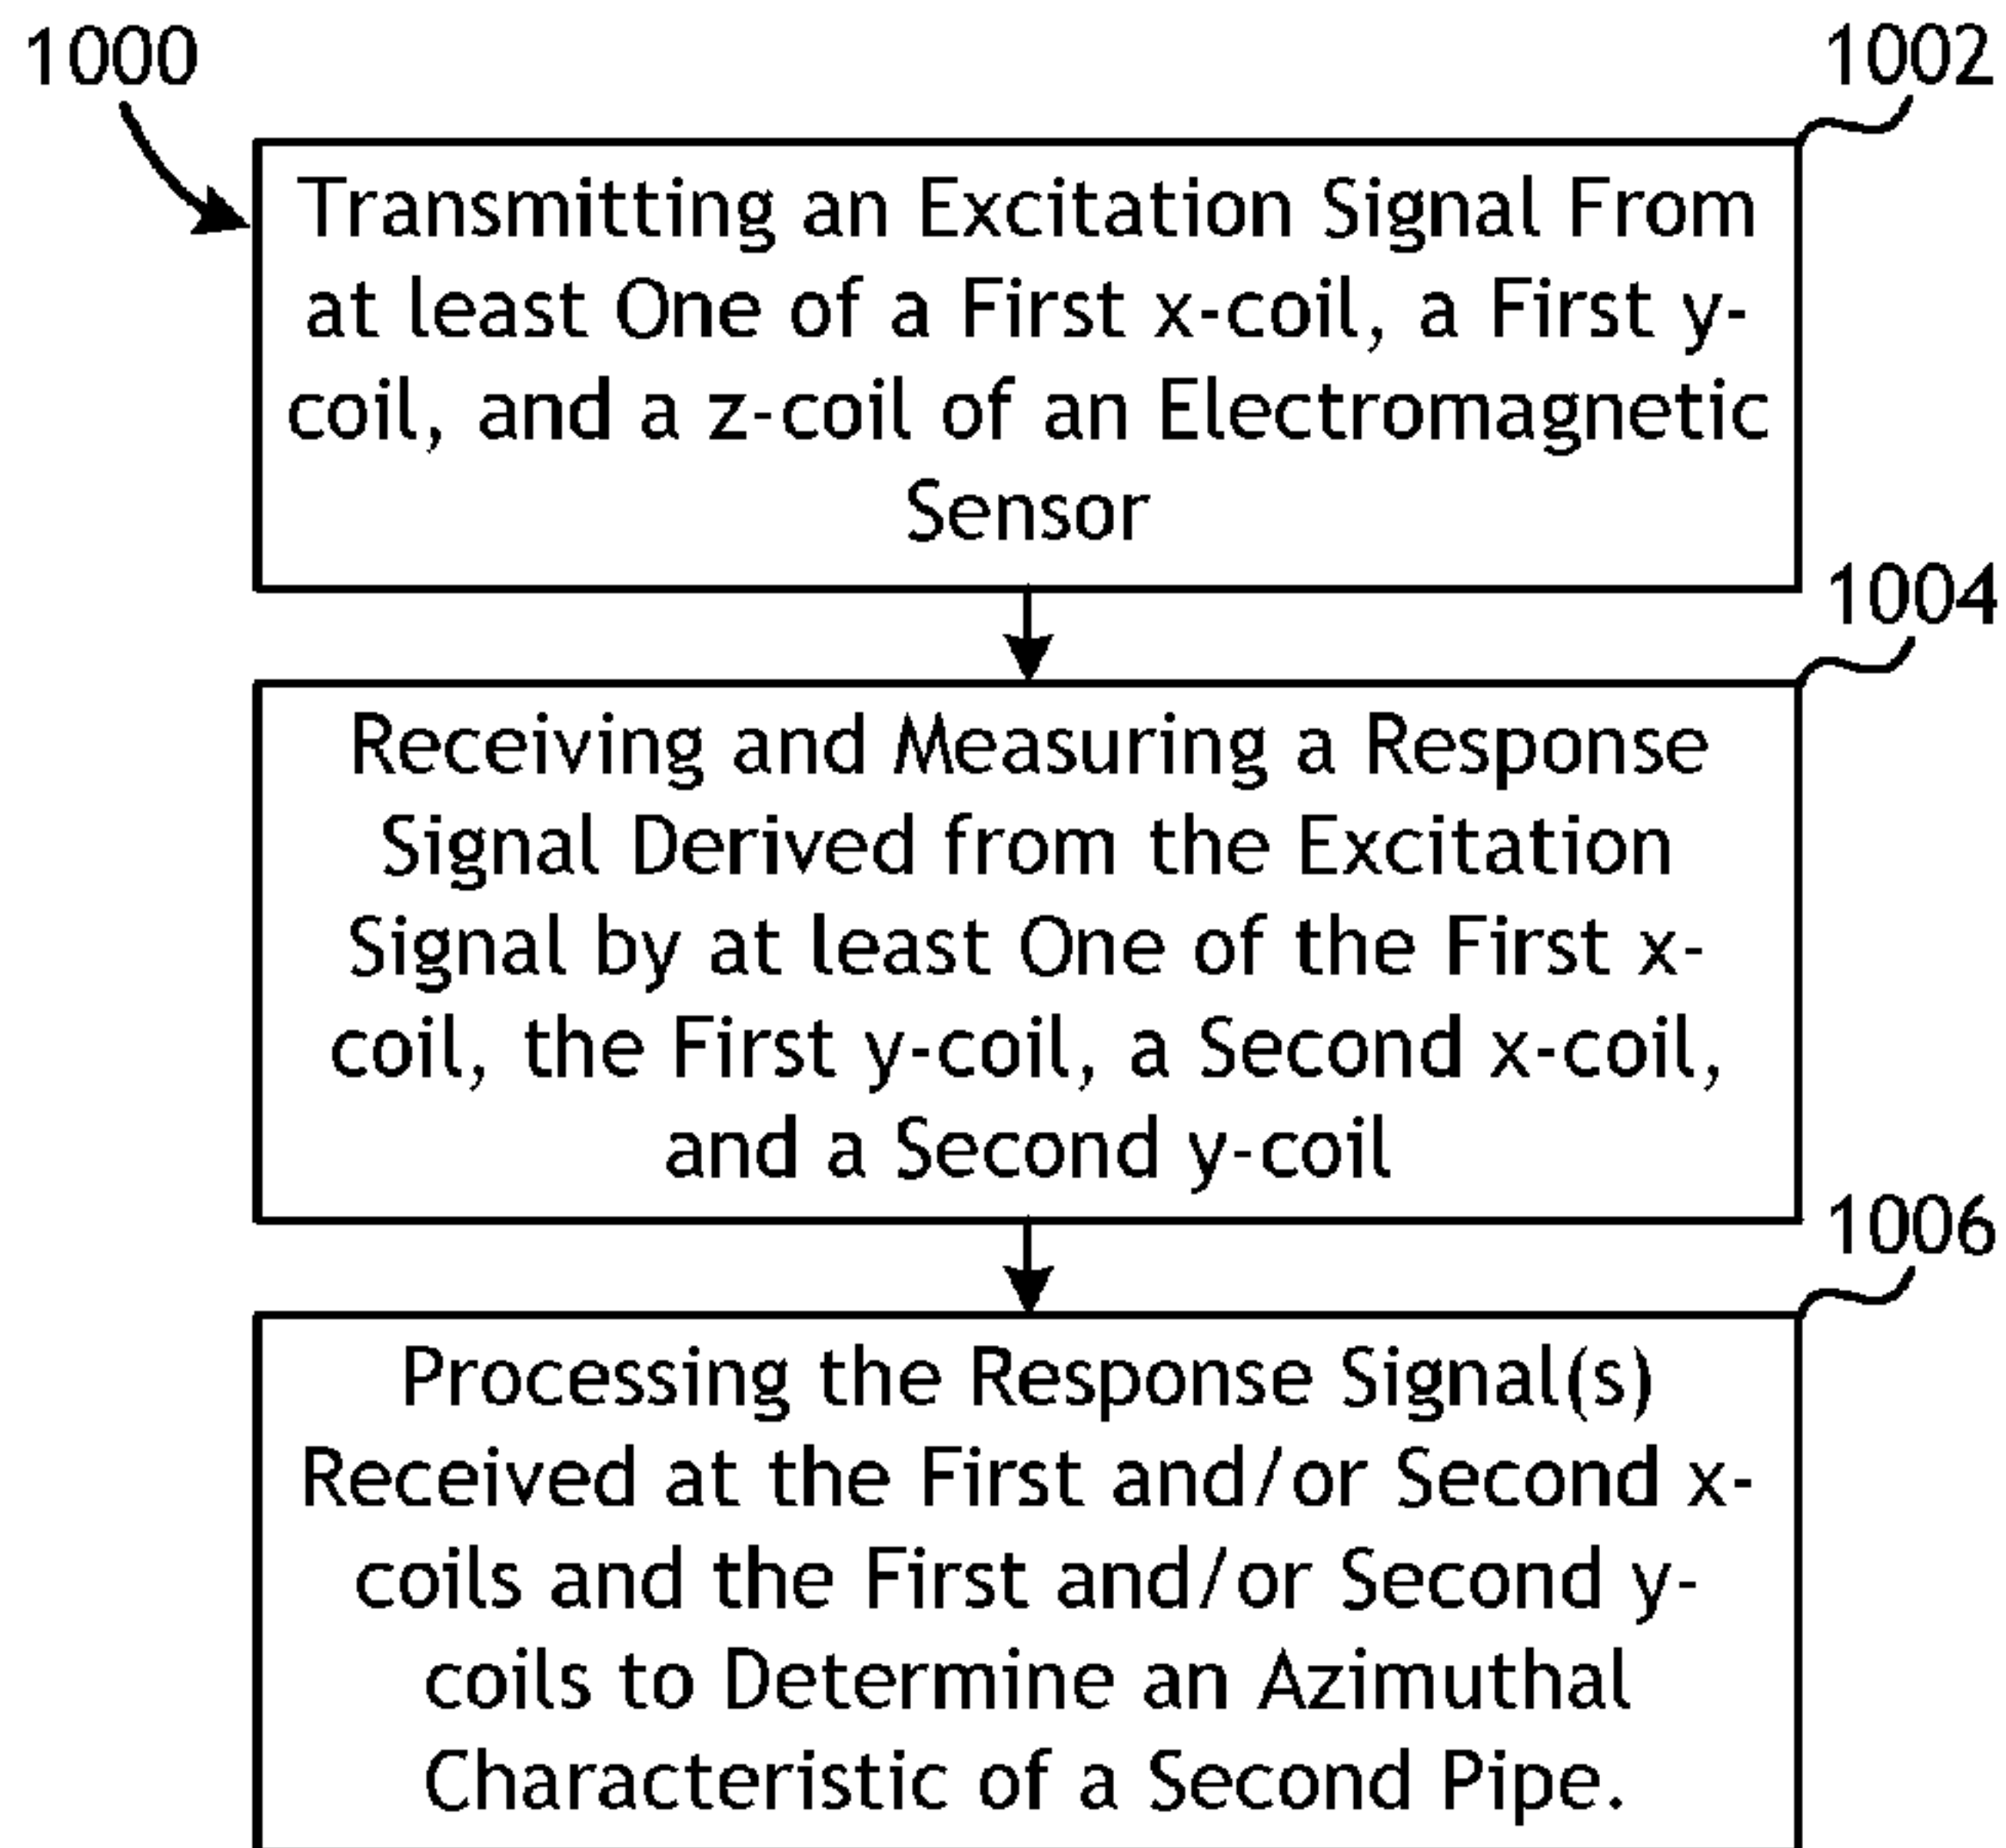 1000
1002
Transmitting an Excitation Signal From
at least One of a First x-coil, a First y-
coil, and a z-coil of an Electromagnetic
Sensor
1004
Receiving and Measuring a Response
Signal Derived from the Excitation
Signal by at least One of the First x-
coil, the First y-coil, a Second x-coil,
and a Second y-coil
1006
Processing the Response Signal(s)
Received at the First and/or Second x-
coils and the First and/or Second y-
coils to Determine an Azimuthal
Characteristic of a Second Pipe.